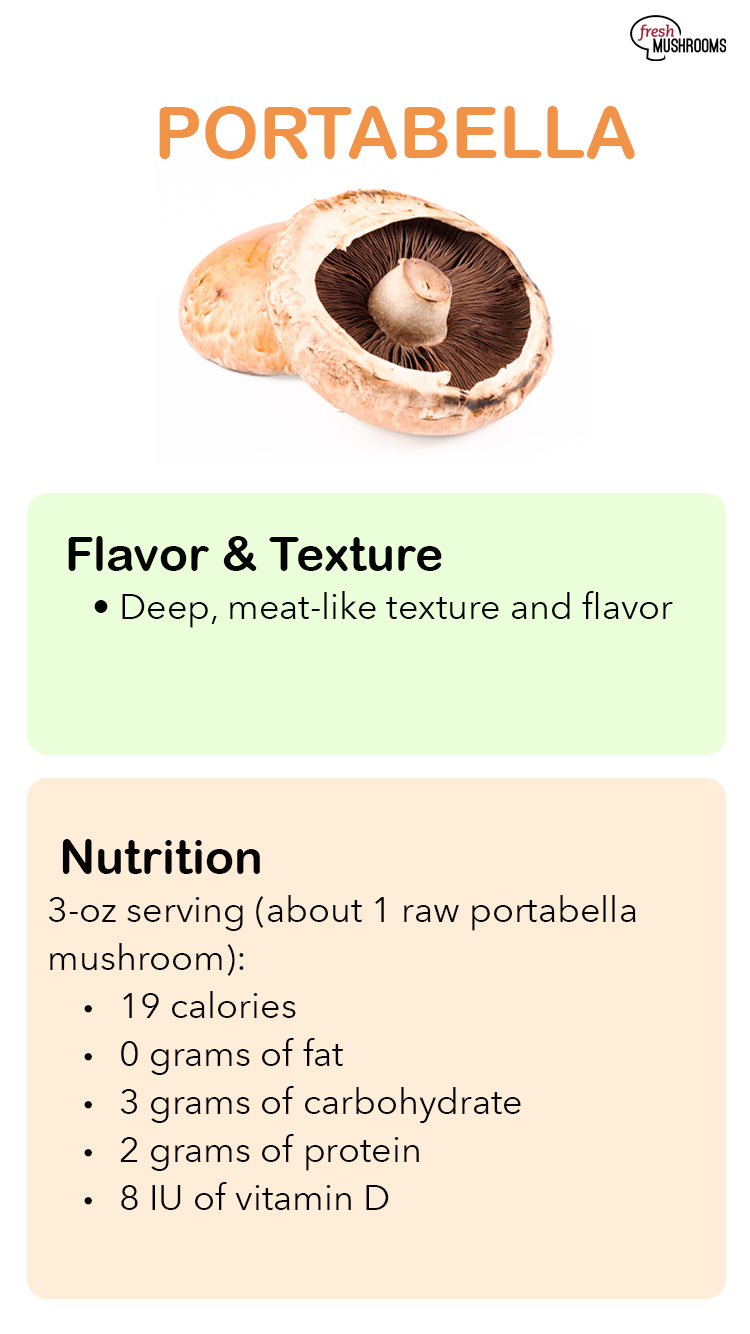 fresh
MUSHROOMS
PORTABELLA
Flavor & Texture
• Deep, meat-like texture and flavor
Nutrition
3-oz serving (about 1 raw portabella
mushroom):
• 19 calories
• 0 grams of fat
• 3 grams of carbohydrate
• 2 grams of protein
• 8 IU of vitamin D